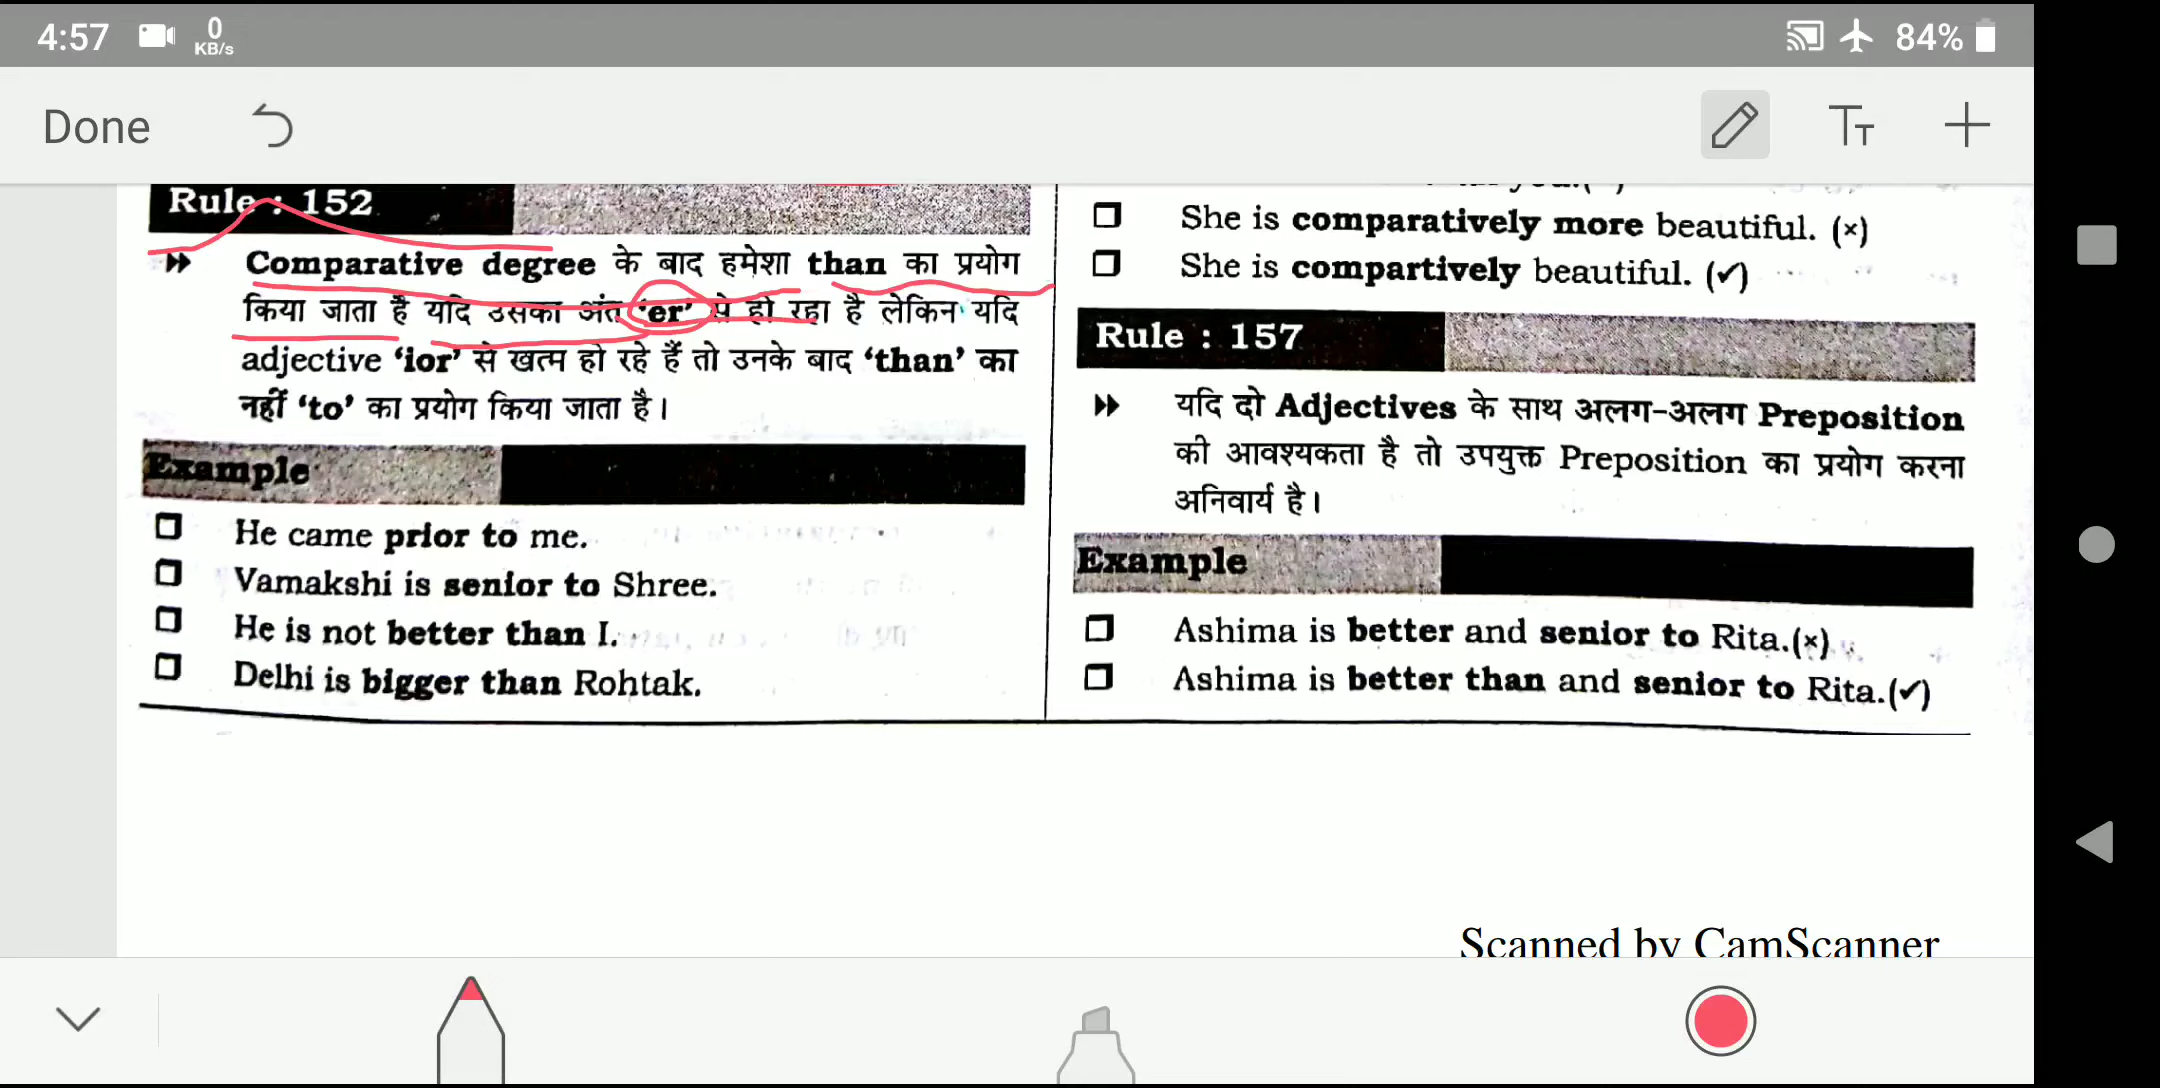 4:57
0
KB/s
84%
Done
Rule : 152
Comparative degree के बाद हमेशा than का प्रयोग
किया जाता है यदि उसका अंत 'er' से हो रहा है लेकिन यदि
adjective 'ior' से खत्म हो रहे हैं तो उनके बाद 'than' का
नहीं 'to' का प्रयोग किया जाता है।
Example
He came prior to me.
Vamakshi is senior to Shree.
He is not better than I.
Delhi is bigger than Rohtak.
She is comparatively more beautiful. (×)
She is compartively beautiful. (✓)
Rule : 157
यदि दो Adjectives के साथ अलग-अलग Preposition
की आवश्यकता है तो उपयुक्त Preposition का प्रयोग करना
अनिवार्य है।
Example
Ashima is better and senior to Rita.(×)
Ashima is better than and senior to Rita.(✓)
Scanned by CamScanner